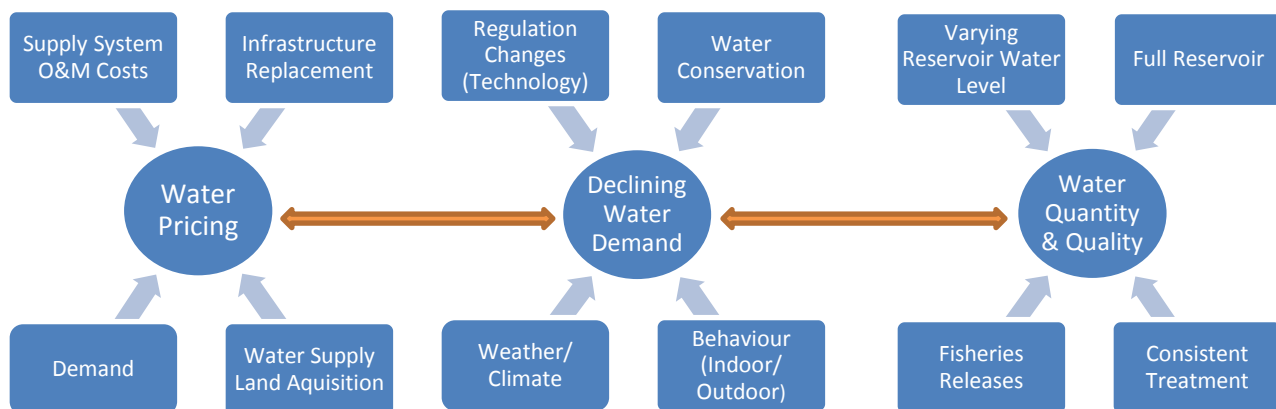 Supply System
O&M Costs
Infrastructure
Replacement
Regulation
Changes
(Technology)
Water
Conservation
Varying
Reservoir Water
Level
Full Reservoir
Water
Pricing
Declining
Water
Demand
Water
Quantity
& Quality
Demand
Water Supply
Land Aquisition
Weather/
Climate
Behaviour
(Indoor/
Outdoor)
Fisheries
Releases
Consistent
Treatment